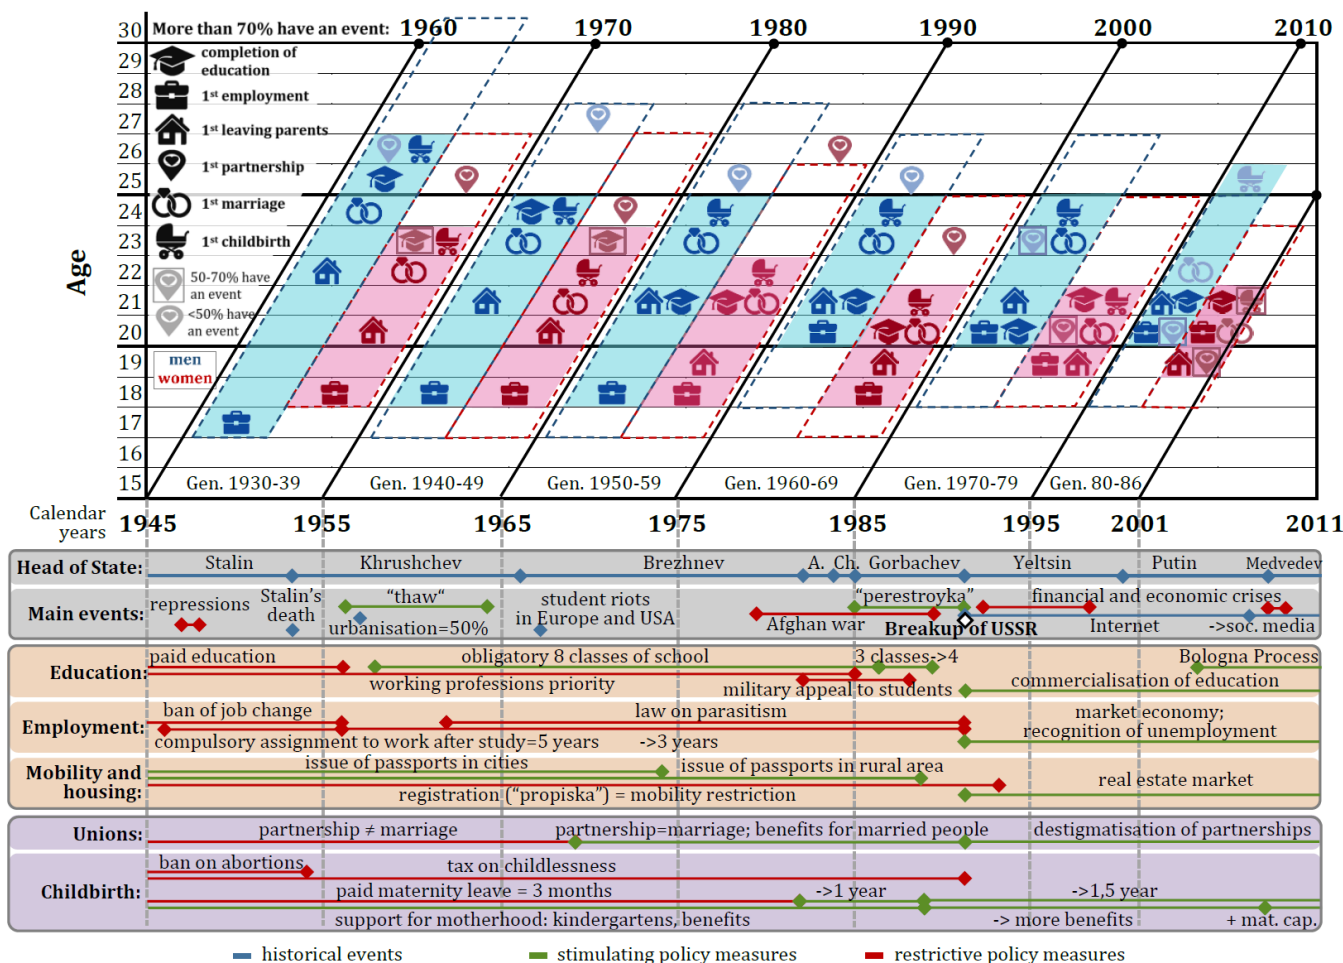 More than 70% have an event:
1960
1970
1980
1990
2000
2010
completion of
education
1st employment
1st leaving parents
1st partnership
1st marriage
1st childbirth
50-70% have
an event
<50% have
an event
men
women
Age
30
29
28
27
26
25
24
23
22
21
20
19
18
17
16
15
Gen. 1930-39
Gen. 1940-49
Gen. 1950-59
Gen. 1960-69
Gen. 1970-79
Gen. 80-86
Calendar
years
1945
1955
1965
1975
1985
1995
2001
2011
Head of State:
Stalin
Khrushchev
Brezhnev
A.
Ch.
Gorbachev
Yeltsin
Putin
Medvedev
Main events:
repressions
Stalin's
death
"thaw"
urbanisation=50%
student riots
in Europe and USA
Afghan war
"perestroyka"
Breakup of USSR
financial and economic crises
Internet
->soc. media
Education:
paid education
obligatory 8 classes of school
3 classes->4
Bologna Process
working professions priority
military appeal to students
commercialisation of education
Employment:
ban of job change
law on parasitism
market economy;
recognition of unemployment
compulsory assignment to work after study=5 years
->3 years
Mobility and
housing:
issue of passports in cities
issue of passports in rural area
real estate market
registration ("propiska") = mobility restriction
Unions:
partnership ≠ marriage
partnership=marriage; benefits for married people
destigmatisation of partnerships
Childbirth:
ban on abortions
tax on childlessness
paid maternity leave = 3 months
->1 year
->1,5 year
support for motherhood: kindergartens, benefits
-> more benefits
+ mat. cap.
historical events
stimulating policy measures
restrictive policy measures